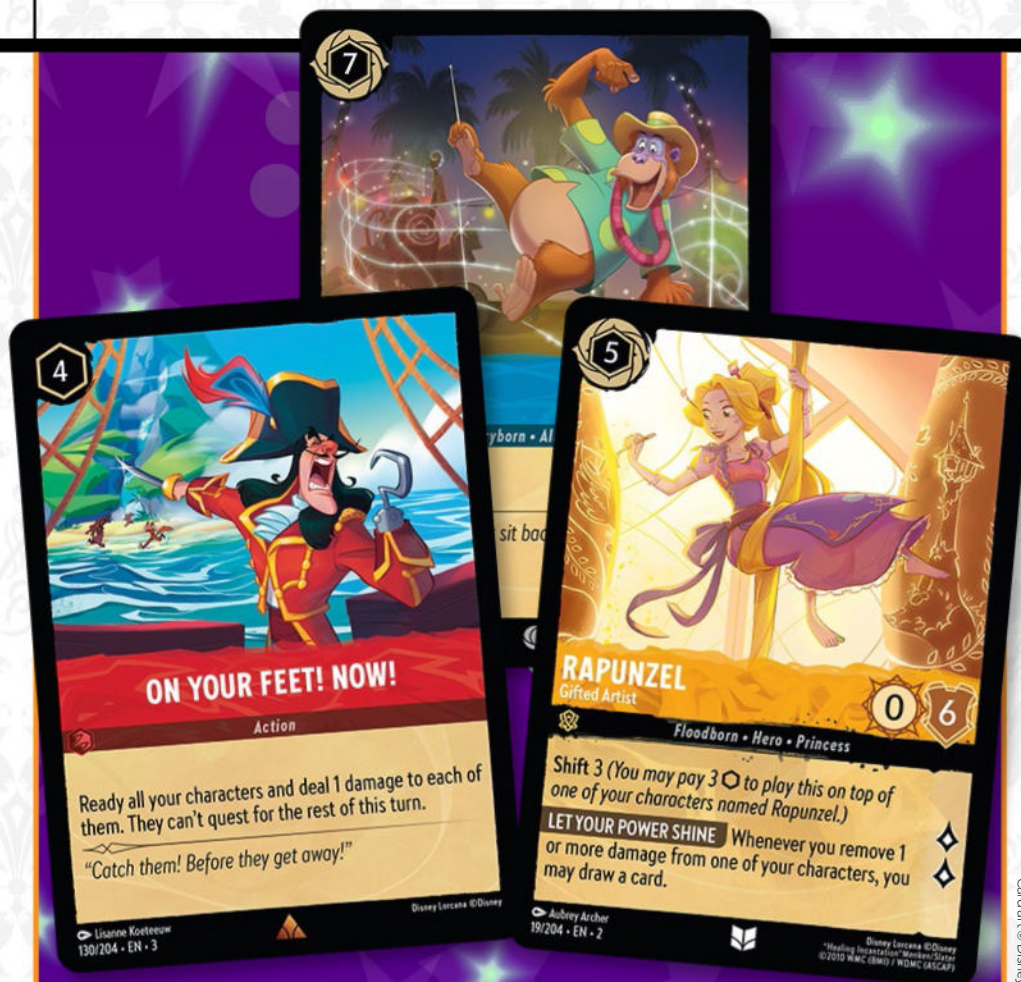 7
yborn • Al
sit bac
4
ON YOUR FEET! NOW!
Action
Ready all your characters and deal 1 damage to each of
them. They can't quest for the rest of this turn.
"Catch them! Before they get away!"
Lisanne Koeteeuw
130/204 • EN • 3
Disney Lorcana ©Disney
5
RAPUNZEL
Gifted Artist
0
6
Floodborn • Hero • Princess
Shift 3 (You may pay 3 to play this on top of
one of your characters named Rapunzel.)
LET YOUR POWER SHINE Whenever you remove 1
or more damage from one of your characters, you
may draw a card.
Aubrey Archer
19/204 • EN • 2
Disney Lorcana ©Disney
"Healing Incantation" Menken/Slater
©2010 WMC (BMI) / WDMC (ASCAP)
Card art © Disney